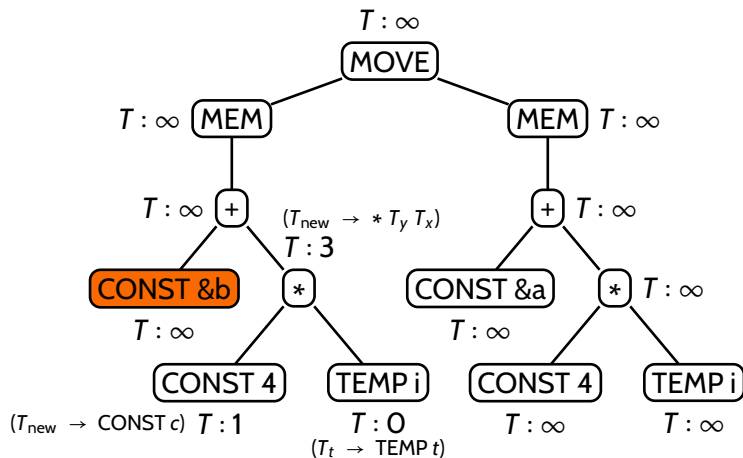 T : ∞
MOVE
T : ∞ MEM MEM T : ∞
(T_new → * T_y T_x)
T : ∞ + + T : ∞
T : 3
CONST &b * CONST &a * T : ∞
T : ∞ T : ∞
CONST 4 TEMP i CONST 4 TEMP i
(T_new → CONST c) T : 1 T : 0 T : ∞ T : ∞
(T_t → TEMP t)